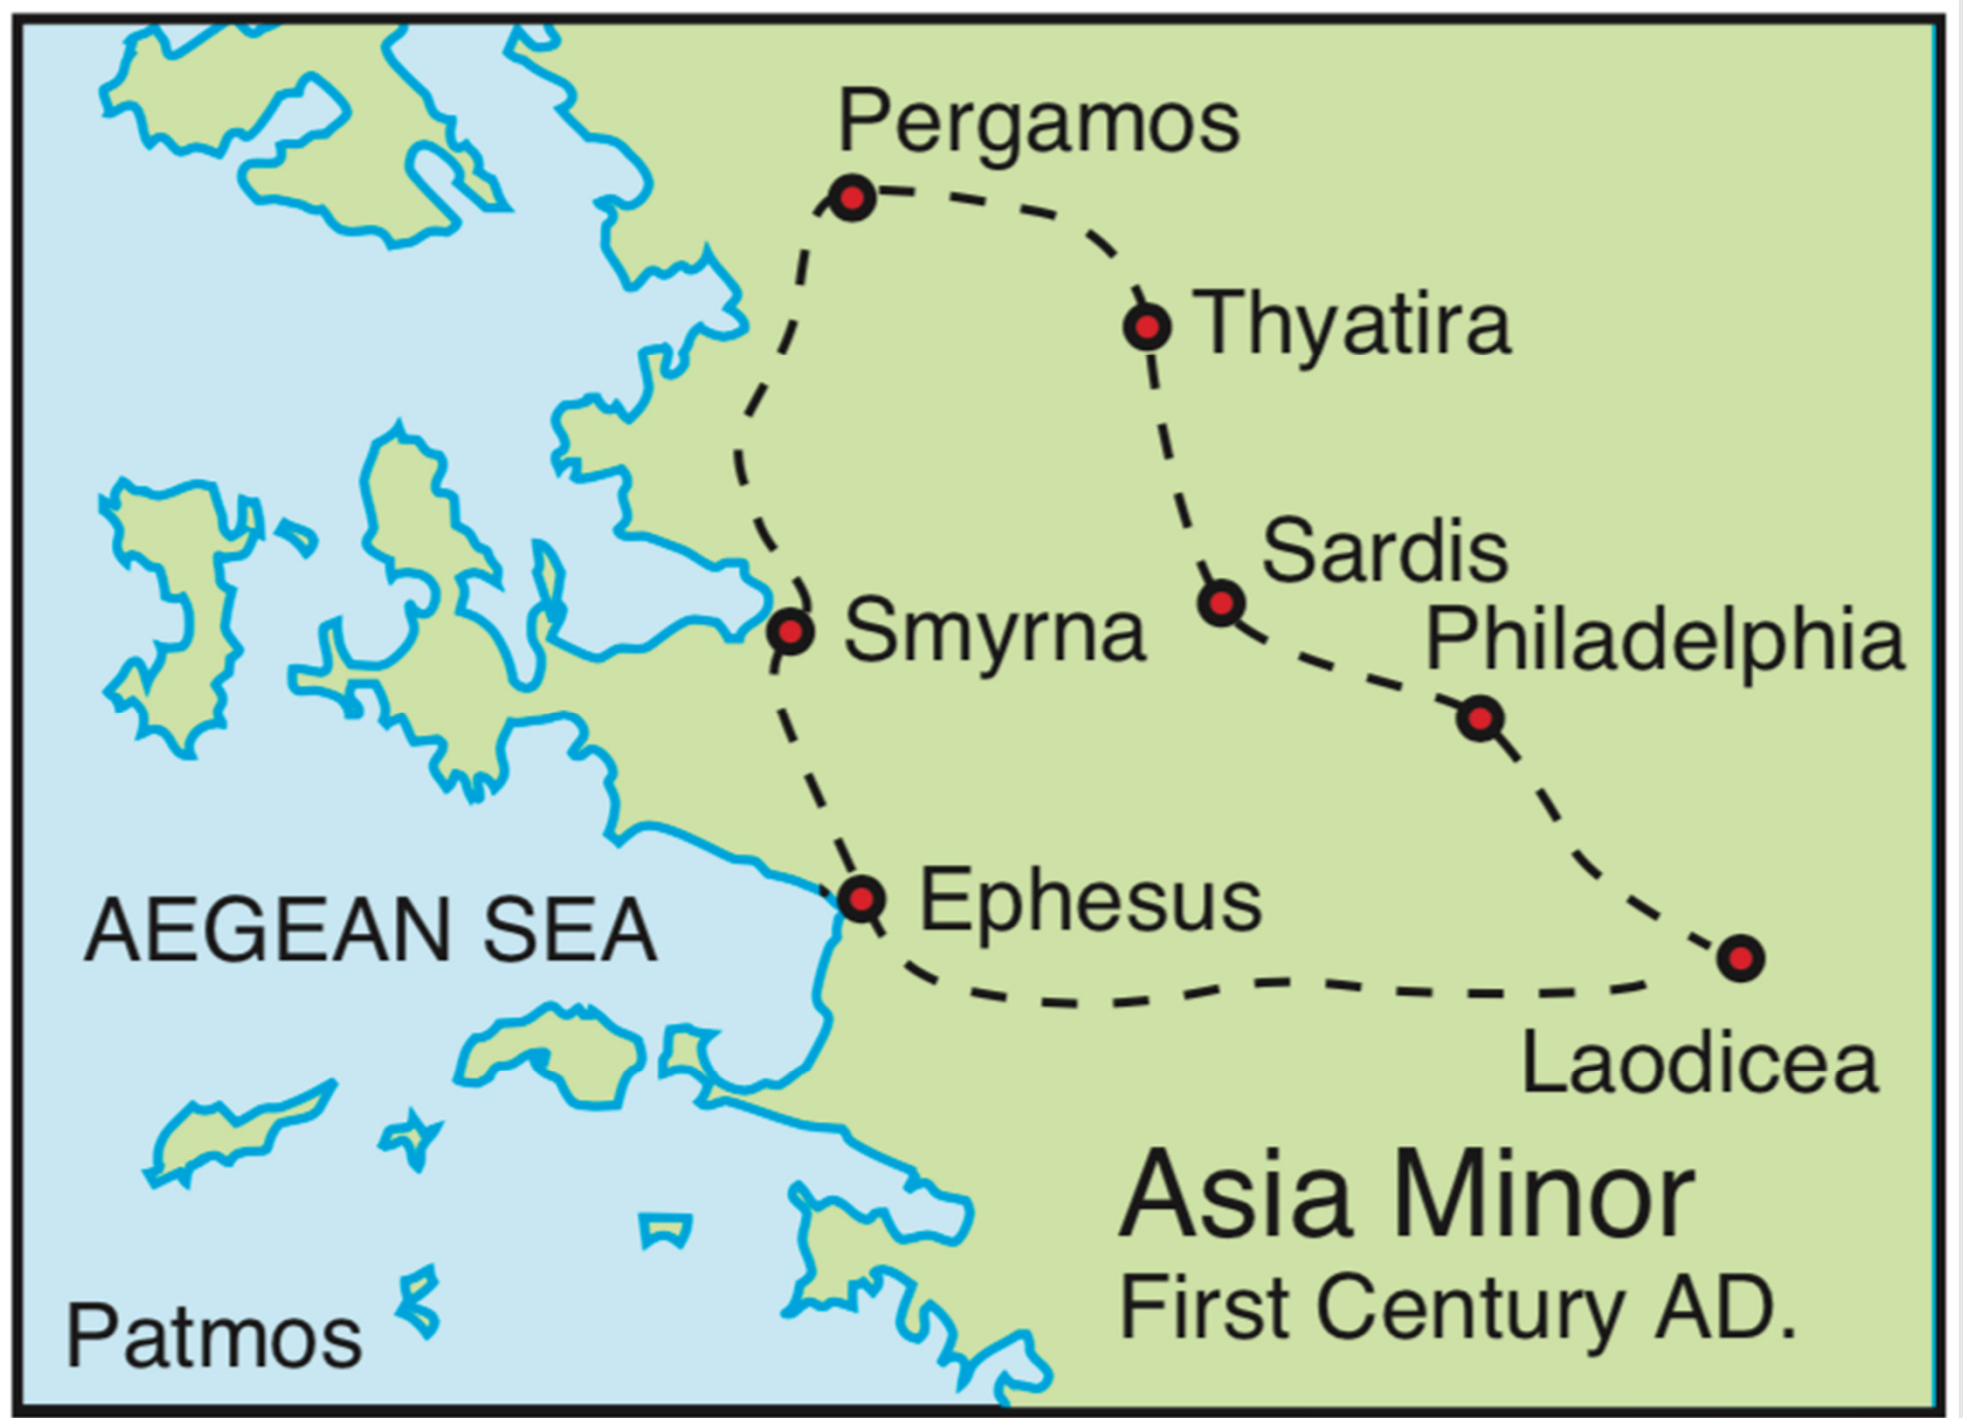 Pergamos
Thyatira
Sardis
Philadelphia
Smyrna
Ephesus
AEGEAN SEA
Laodicea
Asia Minor
First Century AD.
Patmos